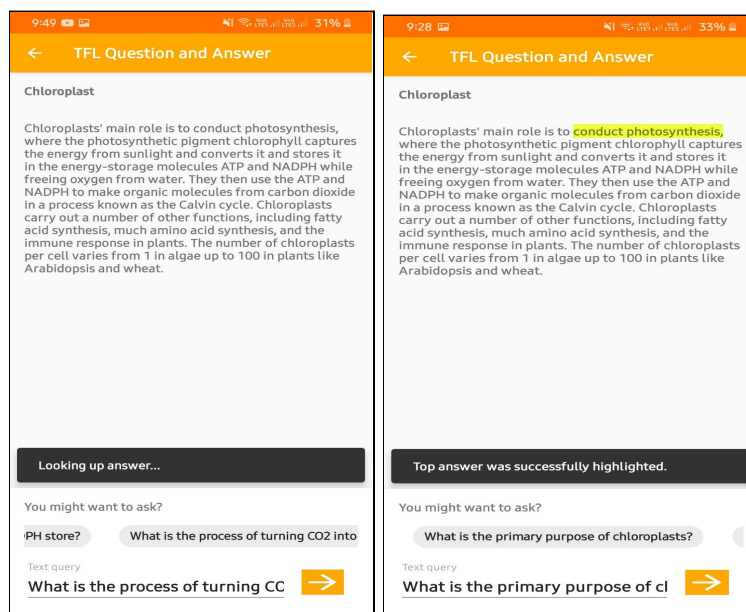 9:49
31%
TFL Question and Answer
Chloroplast
Chloroplasts' main role is to conduct photosynthesis,
where the photosynthetic pigment chlorophyll captures
the energy from sunlight and converts it and stores it
in the energy-storage molecules ATP and NADPH while
freeing oxygen from water. They then use the ATP and
NADPH to make organic molecules from carbon dioxide
in a process known as the Calvin cycle. Chloroplasts
carry out a number of other functions, including fatty
acid synthesis, much amino acid synthesis, and the
immune response in plants. The number of chloroplasts
per cell varies from 1 in algae up to 100 in plants like
Arabidopsis and wheat.
Looking up answer...
You might want to ask?
PH store?
What is the process of turning CO2 into
Text query
What is the process of turning CO
9:28
33%
TFL Question and Answer
Chloroplast
Chloroplasts' main role is to conduct photosynthesis,
where the photosynthetic pigment chlorophyll captures
the energy from sunlight and converts it and stores it
in the energy-storage molecules ATP and NADPH while
freeing oxygen from water. They then use the ATP and
NADPH to make organic molecules from carbon dioxide
in a process known as the Calvin cycle. Chloroplasts
carry out a number of other functions, including fatty
acid synthesis, much amino acid synthesis, and the
immune response in plants. The number of chloroplasts
per cell varies from 1 in algae up to 100 in plants like
Arabidopsis and wheat.
Top answer was successfully highlighted.
You might want to ask?
What is the primary purpose of chloroplasts?
Text query
What is the primary purpose of cl